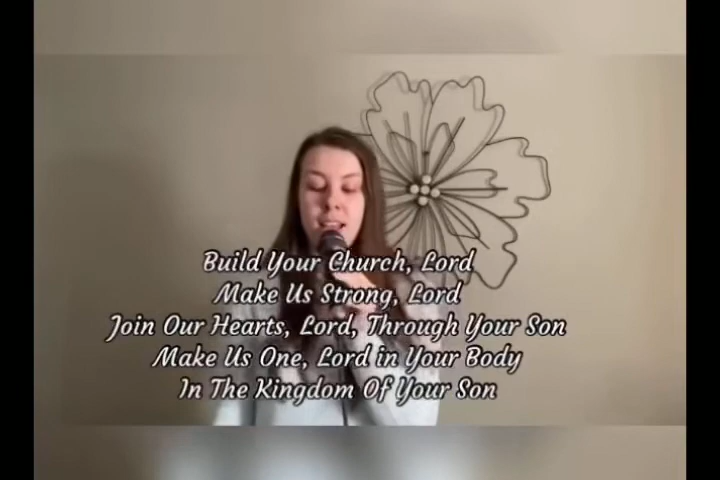 Build Your Church, Lord
Make Us Strong, Lord
Join Our Hearts, Lord, Through Your Son
Make Us One, Lord in Your Body
In The Kingdom Of Your Son